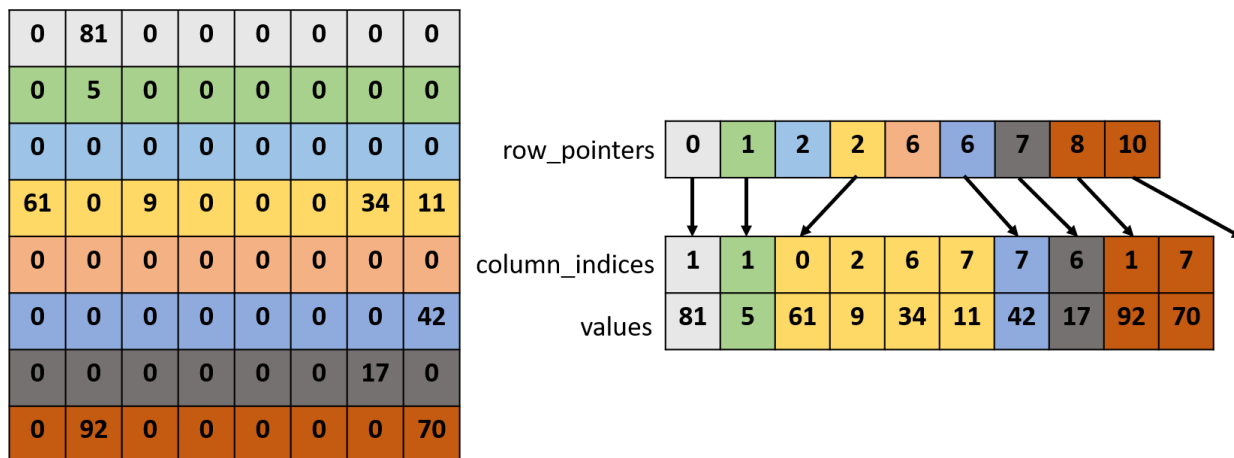 0 81 0 0 0 0 0 0
0 5 0 0 0 0 0 0
0 0 0 0 0 0 0 0
61 0 9 0 0 0 34 11
0 0 0 0 0 0 0 0
0 0 0 0 0 0 0 42
0 0 0 0 0 0 17 0
0 92 0 0 0 0 0 70
row_pointers 0 1 2 2 6 6 7 8 10
column_indices 1 1 0 2 6 7 7 6 1 7
values 81 5 61 9 34 11 42 17 92 70